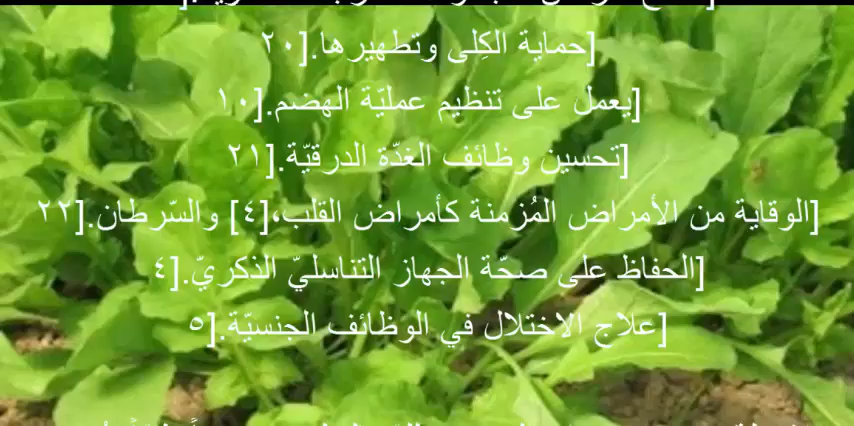 حماية الكِلى وتطهيرها.[٢٠]
يعمل على تنظيم عمليّة الهضم.[١٠]
تحسين وظائف الغدّة الدرقيّة.[٢١]
الوقاية من الأمراض المُزمنة كأمراض القلب،[٤] والسّرطان.[٢٢]
الحفاظ على صحّة الجهاز التناسليّ الذكريّ.[٤]
علاج الاختلال في الوظائف الجنسيّة.[٥]